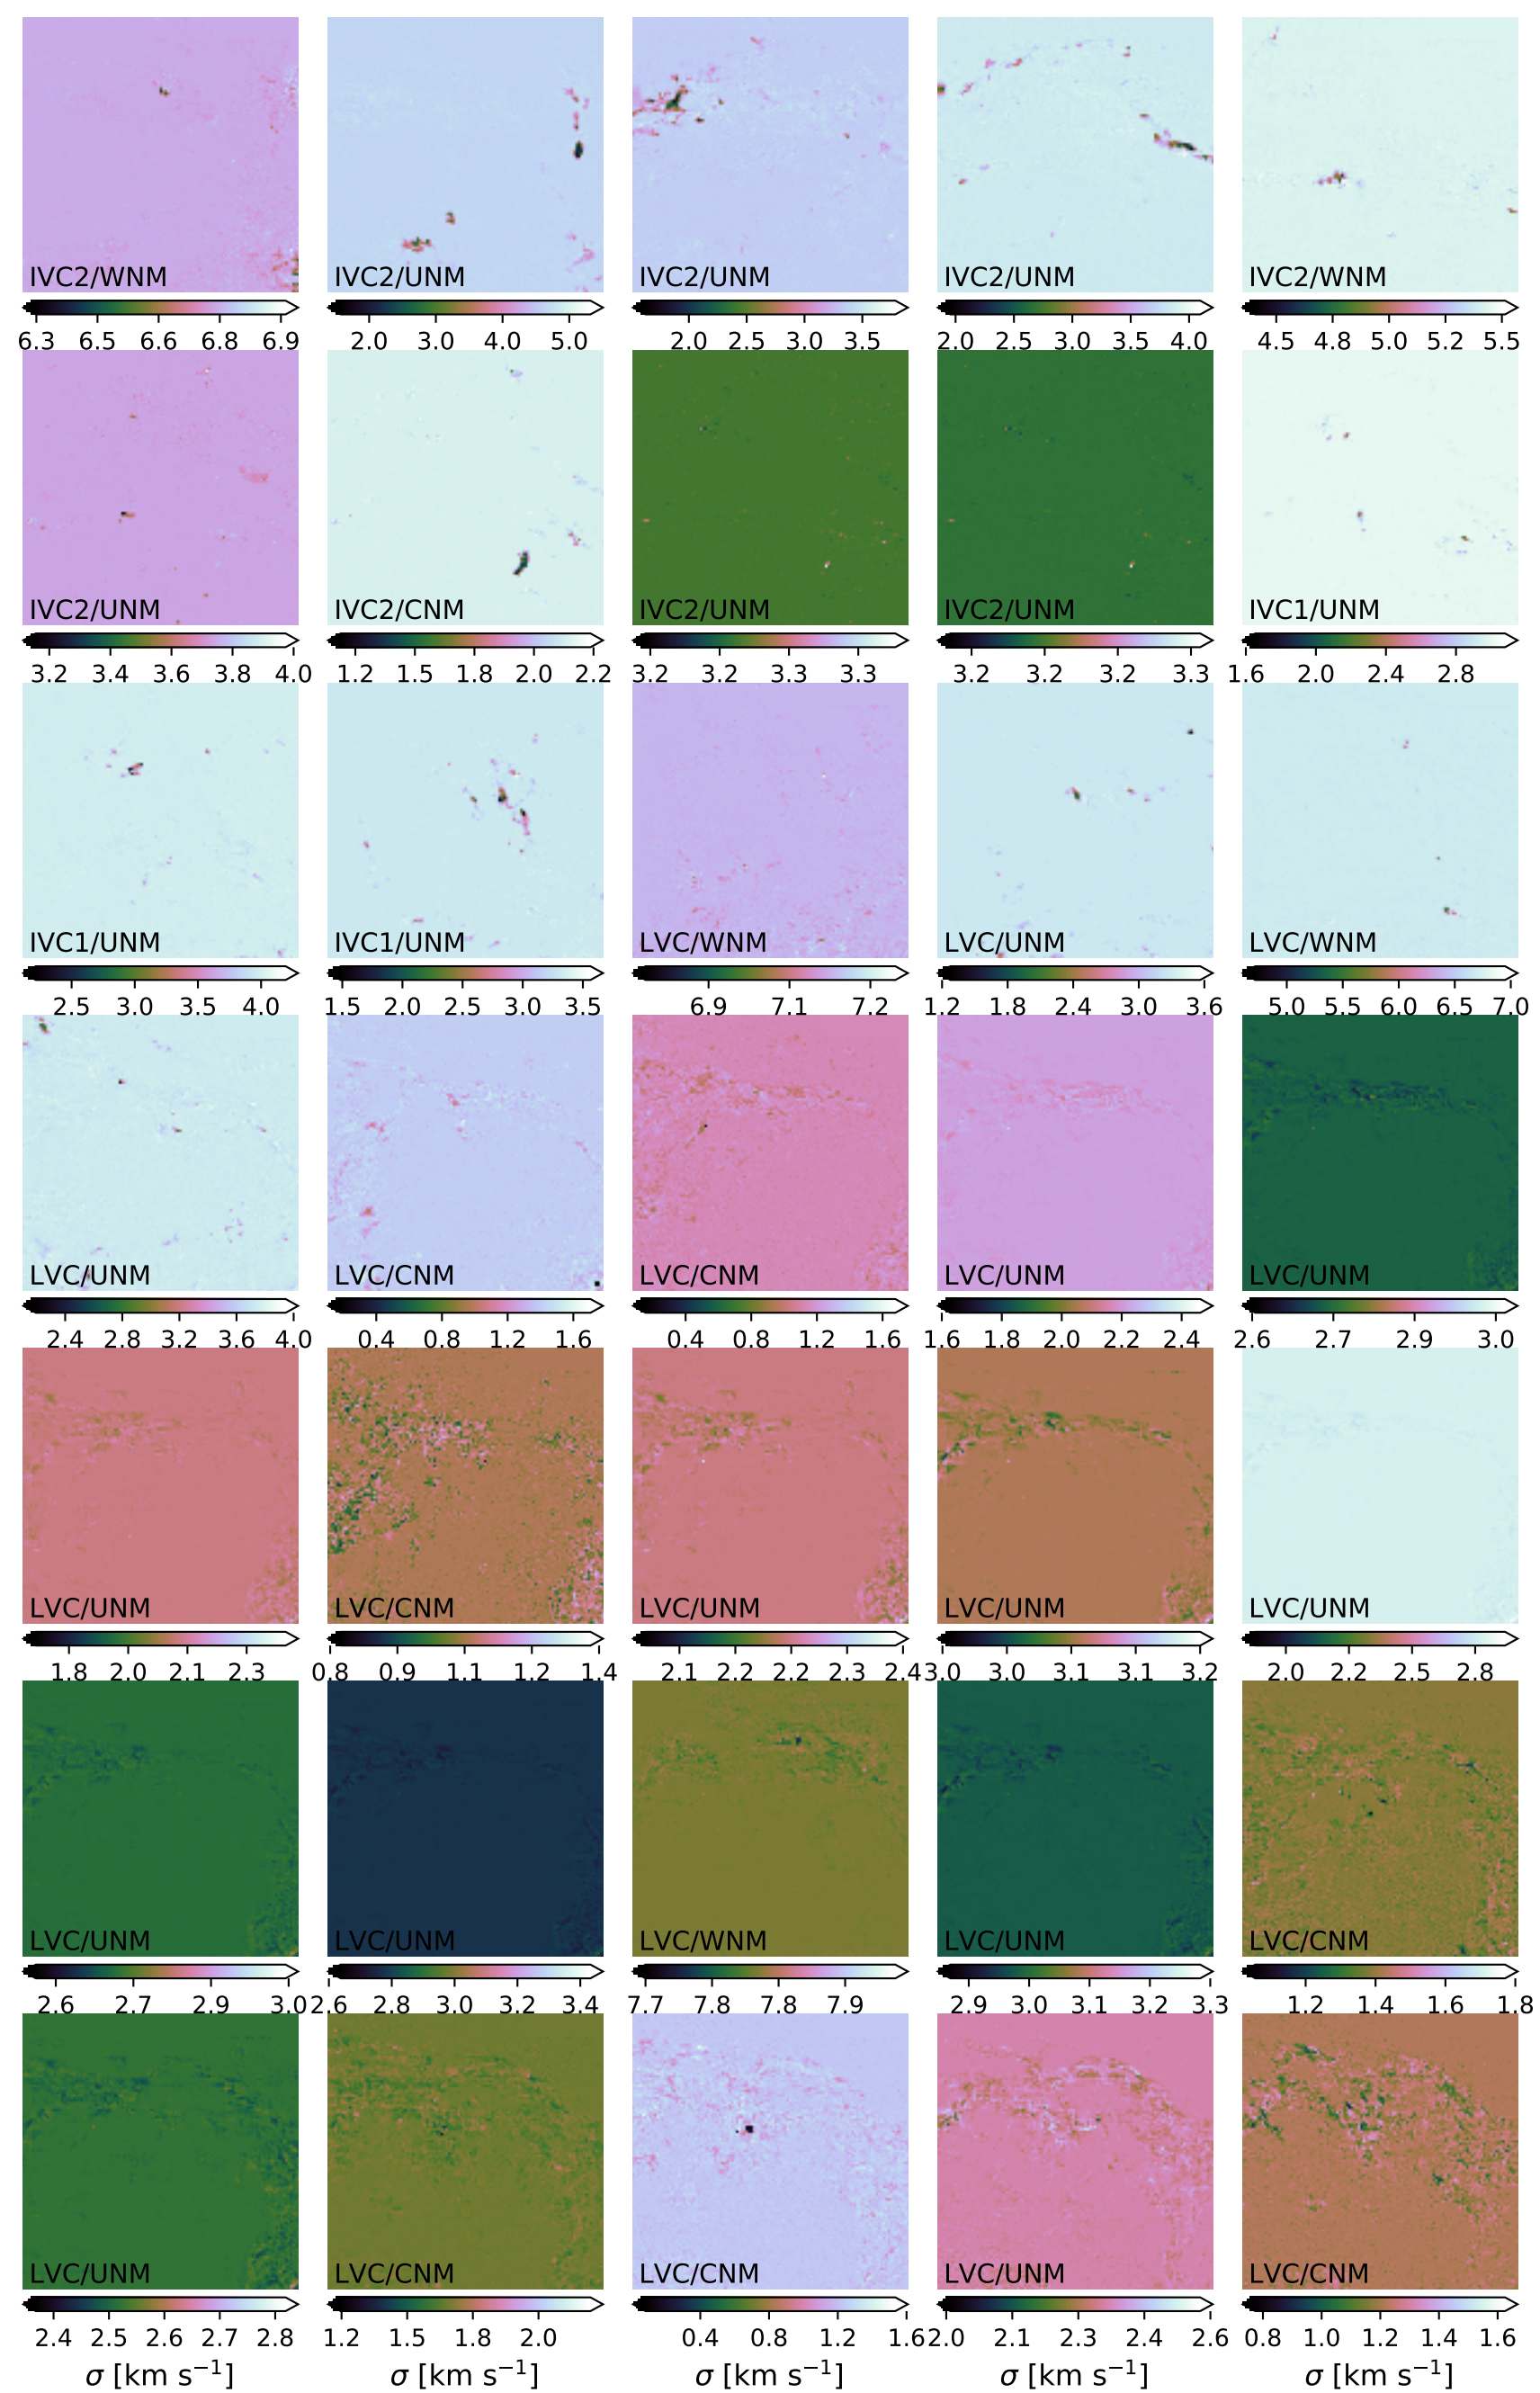 IVC2/WNM IVC2/UNM IVC2/UNM IVC2/UNM IVC2/WNM
6.3 6.5 6.6 6.8 6.9 2.0 3.0 4.0 5.0 2.0 2.5 3.0 3.5 2.0 2.5 3.0 3.5 4.0 4.5 4.8 5.0 5.2 5.5
IVC2/UNM IVC2/CNM IVC2/UNM IVC2/UNM IVC1/UNM
3.2 3.4 3.6 3.8 4.0 1.2 1.5 1.8 2.0 2.2 3.2 3.2 3.3 3.3 3.2 3.2 3.2 3.3 1.6 2.0 2.4 2.8
IVC1/UNM IVC1/UNM LVC/WNM LVC/UNM LVC/WNM
2.5 3.0 3.5 4.0 1.5 2.0 2.5 3.0 3.5 6.9 7.1 7.2 1.2 1.8 2.4 3.0 3.6 5.0 5.5 6.0 6.5 7.0
LVC/UNM LVC/CNM LVC/CNM LVC/UNM LVC/UNM
2.4 2.8 3.2 3.6 4.0 0.4 0.8 1.2 1.6 0.4 0.8 1.2 1.6 1.6 1.8 2.0 2.2 2.4 2.6 2.7 2.9 3.0
LVC/UNM LVC/CNM LVC/UNM LVC/UNM LVC/UNM
1.8 2.0 2.1 2.3 0.8 0.9 1.1 1.2 1.4 2.1 2.2 2.2 2.3 2.4 3.0 3.0 3.1 3.1 3.2 2.0 2.2 2.5 2.8
LVC/UNM LVC/UNM LVC/WNM LVC/UNM LVC/CNM
2.6 2.7 2.9 3.0 2.6 2.8 3.0 3.2 3.4 7.7 7.8 7.8 7.9 2.9 3.0 3.1 3.2 3.3 1.2 1.4 1.6 1.8
LVC/UNM LVC/CNM LVC/CNM LVC/UNM LVC/CNM
2.4 2.5 2.6 2.7 2.8 1.2 1.5 1.8 2.0 0.4 0.8 1.2 1.6 2.0 2.1 2.3 2.4 2.6 0.8 1.0 1.2 1.4 1.6
σ [km s⁻¹] σ [km s⁻¹] σ [km s⁻¹] σ [km s⁻¹] σ [km s⁻¹]